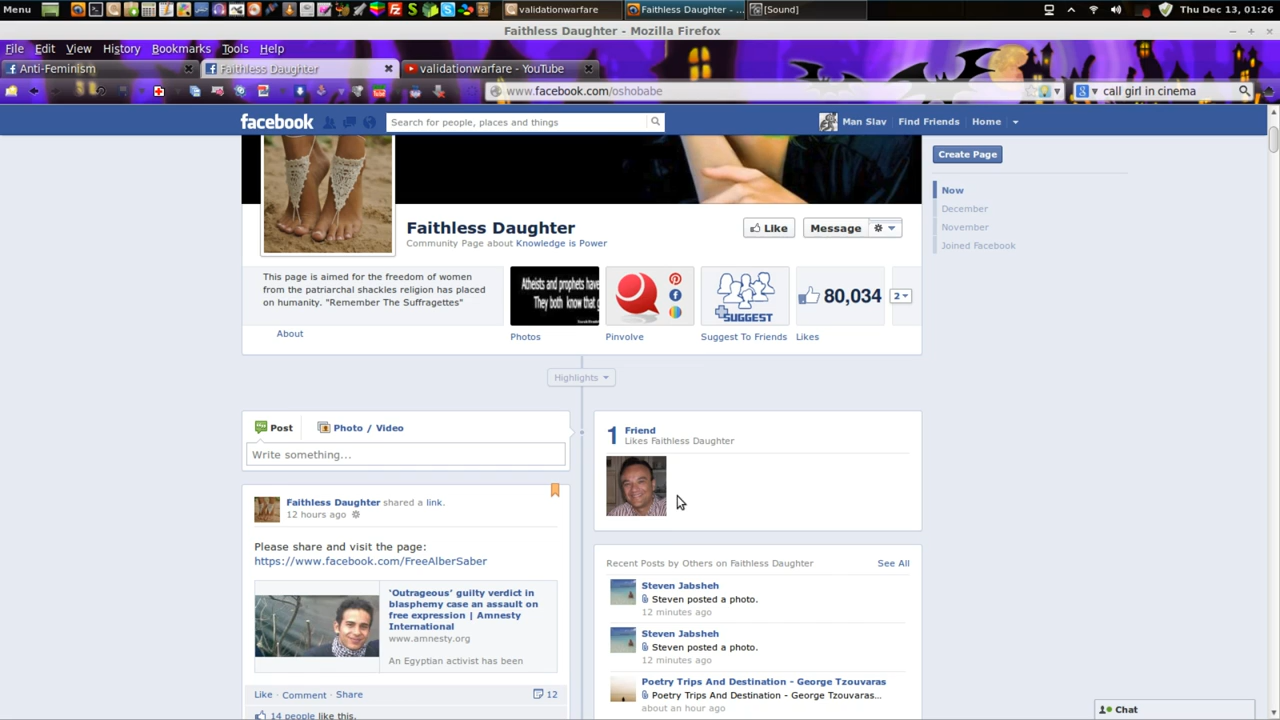 Menu
validationwarfare
Faithless Daughter - ...
[Sound]
Thu Dec 13, 01:26
Faithless Daughter - Mozilla Firefox
File Edit View History Bookmarks Tools Help
Anti-Feminism
Faithless Daughter
validationwarfare - YouTube
www.facebook.com/oshobabe
call girl in cinema
facebook
Search for people, places and things
Man Slav
Find Friends
Home
Create Page
Now
December
November
Joined Facebook
Faithless Daughter
Community Page about Knowledge is Power
Like
Message
This page is aimed for the freedom of women
from the patriarchal shackles religion has placed
on humanity. "Remember The Suffragettes"
About
Atheists and prophets have
They both know that g
Photos
Pinvolve
SUGGEST
Suggest To Friends
80,034
Likes
2
Highlights
Post
Photo / Video
Write something...
1 Friend
Likes Faithless Daughter
Faithless Daughter shared a link.
12 hours ago
Please share and visit the page:
https://www.facebook.com/FreeAlberSaber
'Outrageous' guilty verdict in
blasphemy case an assault on
free expression | Amnesty
International
www.amnesty.org
An Egyptian activist has been
Like · Comment · Share
12
14 people like this.
Recent Posts by Others on Faithless Daughter
See All
Steven Jabsheh
Steven posted a photo.
12 minutes ago
Steven Jabsheh
Steven posted a photo.
12 minutes ago
Poetry Trips And Destination - George Tzouvaras
Poetry Trips And Destination - George Tzouvaras...
about an hour ago
Chat